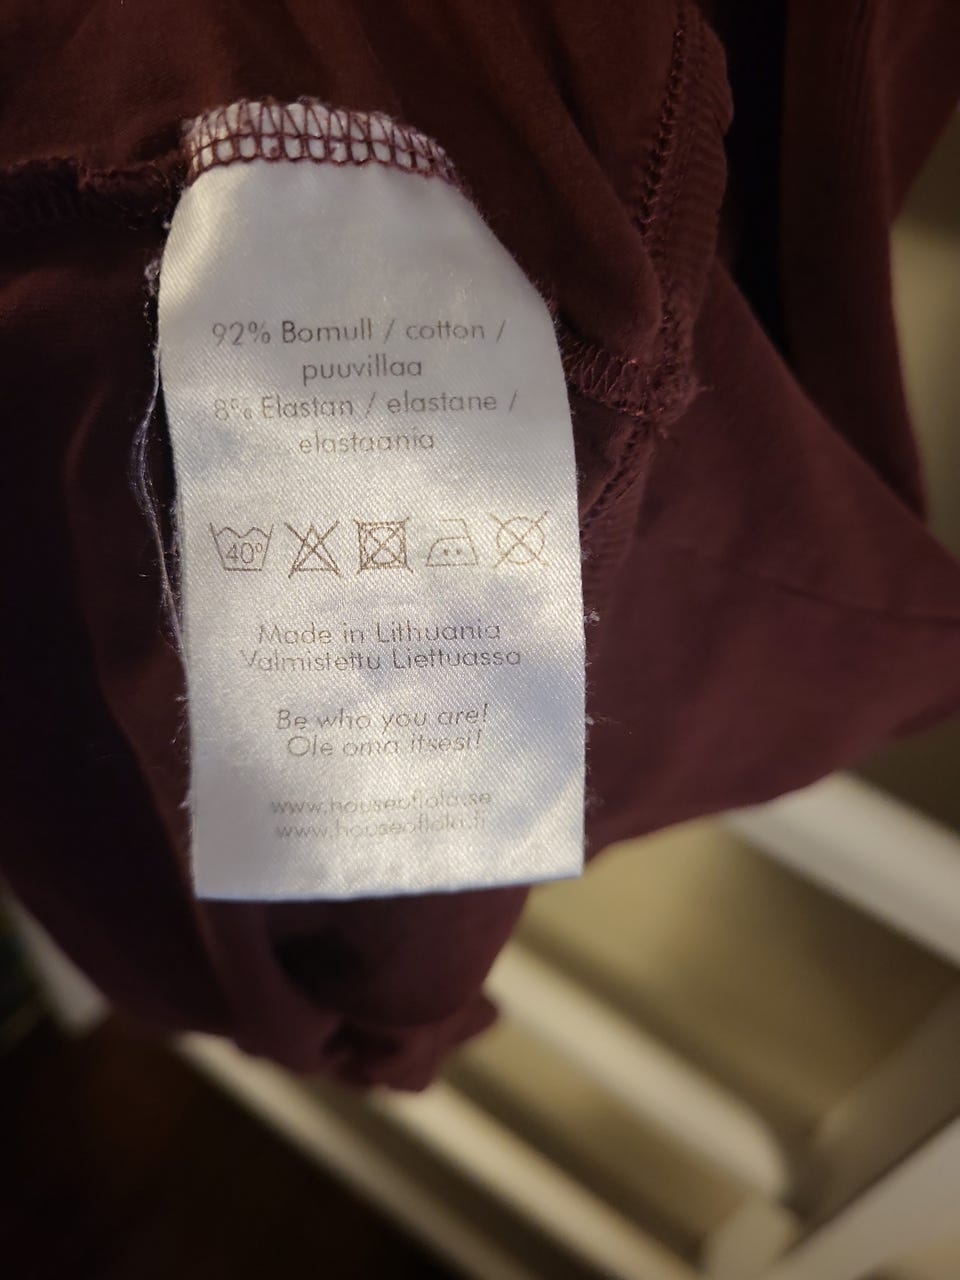 92% Bomull / cotton /
puuvillaa
8% Elastan / elastane /
elastaania
40°
Made in Lithuania
Valmistettu Liettuassa
Be who you are!
Ole oma itsesi!
www.houseoflola.se
www.houseoflola.fi